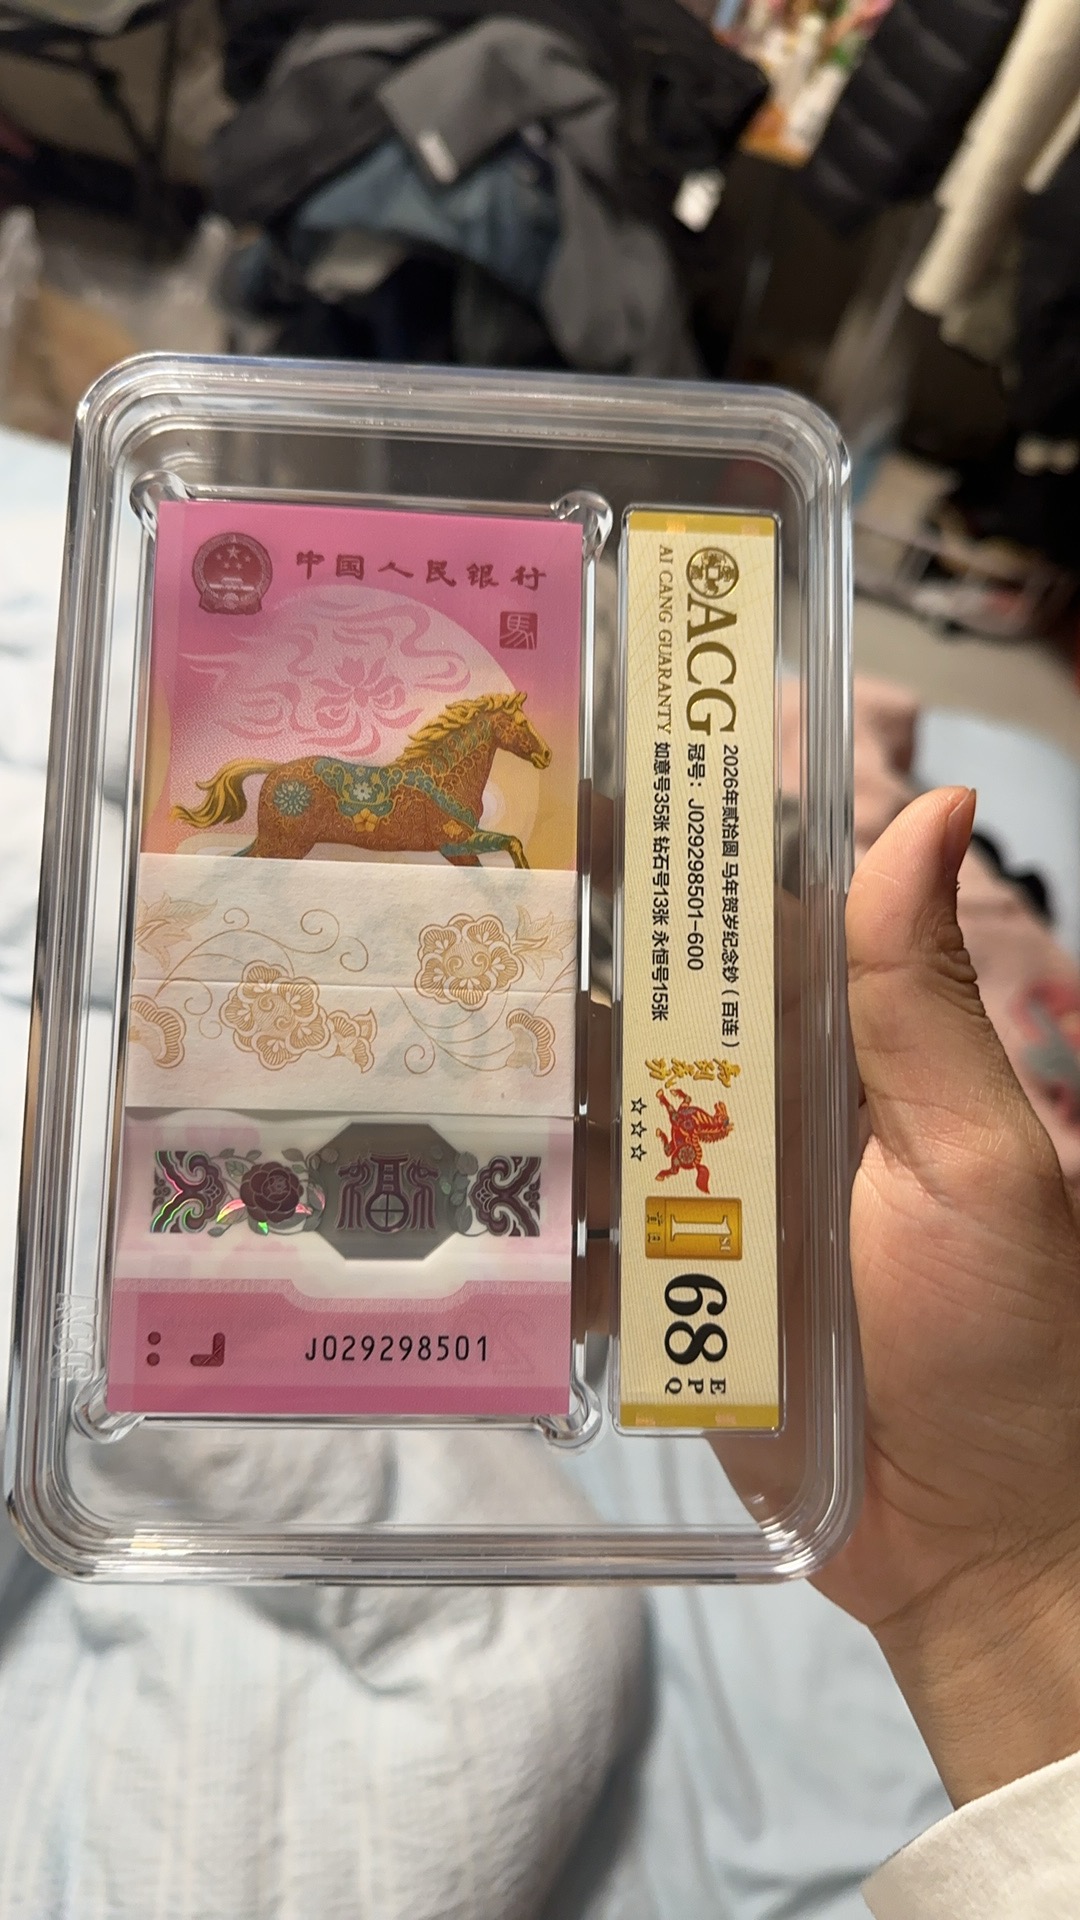 中国人民银行
馬
J029298501
ACG
AI CANG GUARANTY
2026年贰拾圆 马年贺岁纪念钞(百连)
冠号：J029298501-600
如意号35张 钻石号13张 永恒号15张
☆☆☆
1ST
首日
68
E
P
Q